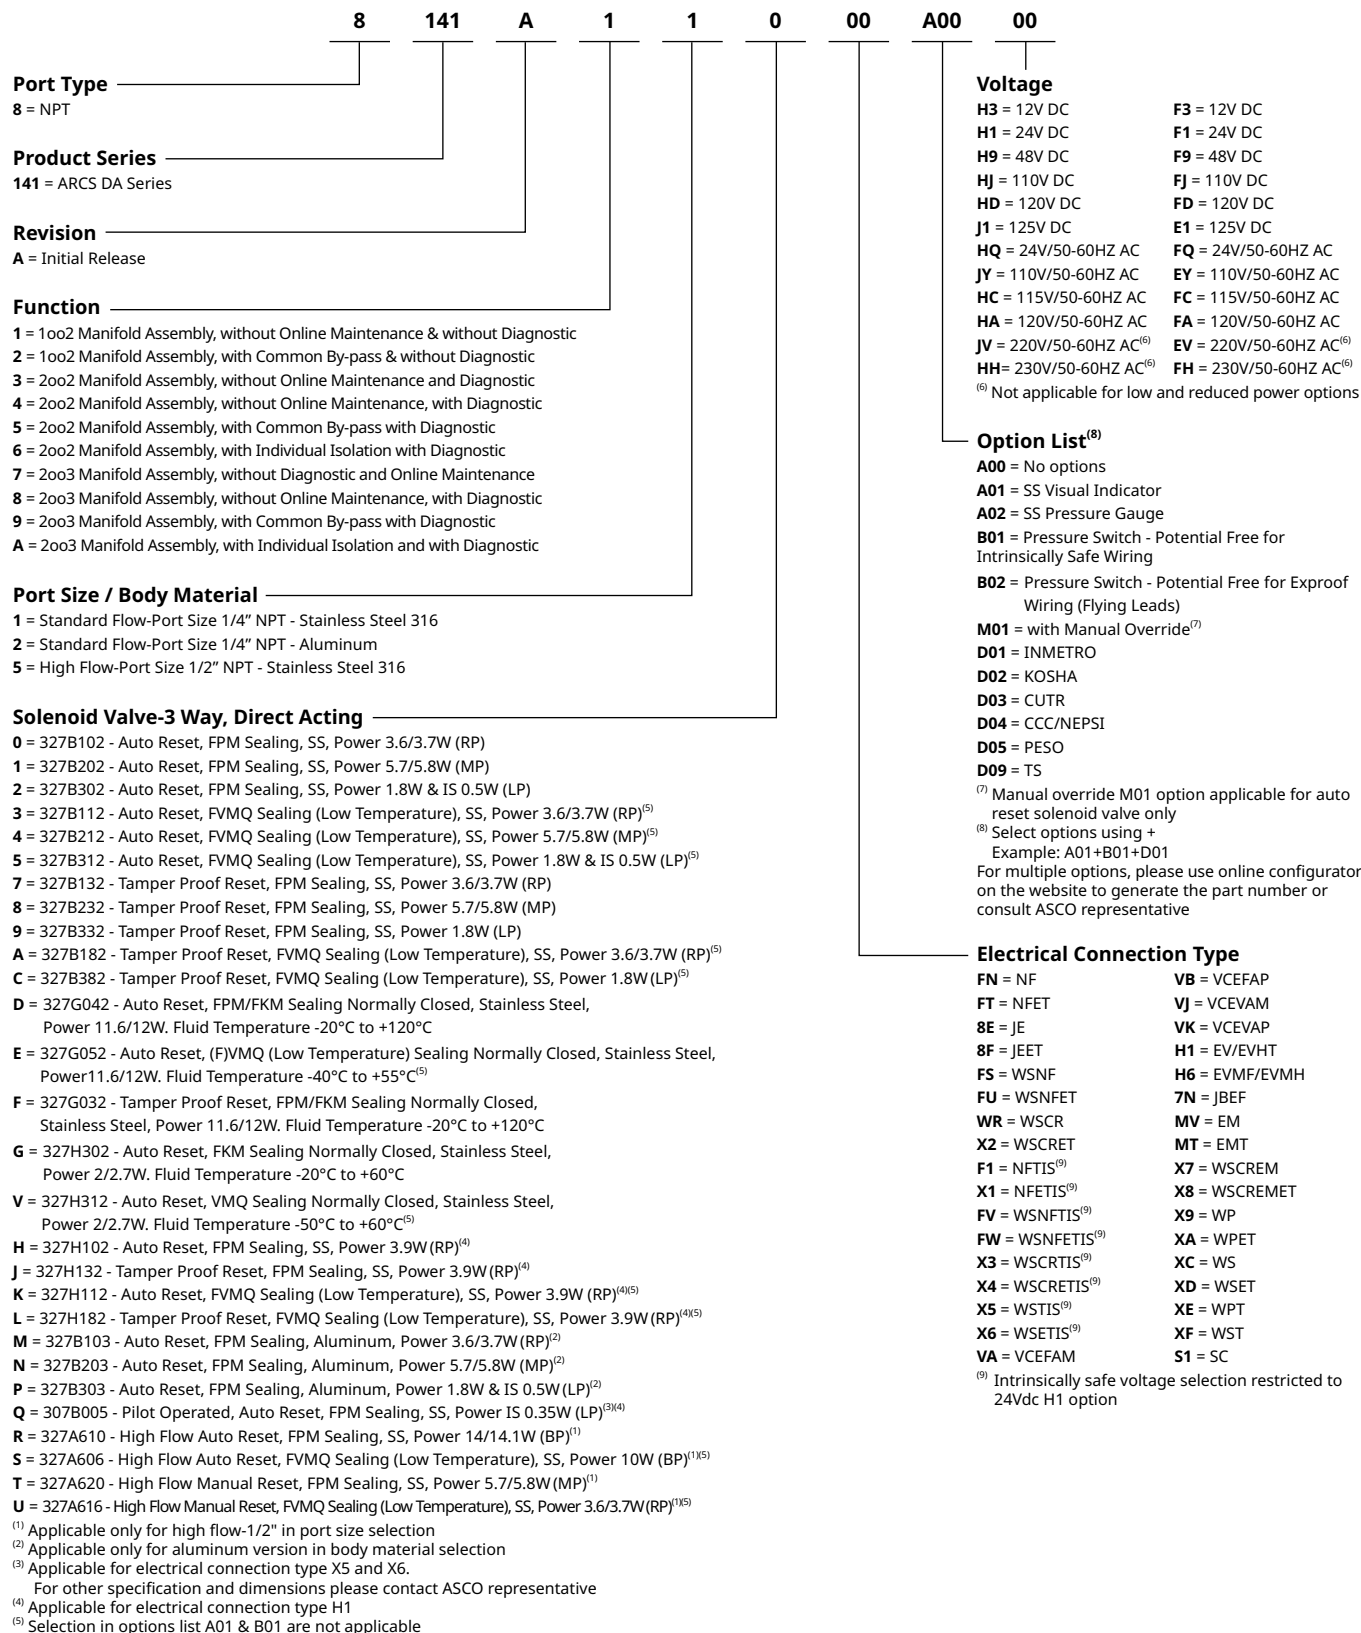 8 141 A 1 1 0 00 A00 00
Port Type
8 = NPT
Product Series
141 = ARCS DA Series
Revision
A = Initial Release
Function
1 = 1oo2 Manifold Assembly, without Online Maintenance & without Diagnostic
2 = 1oo2 Manifold Assembly, with Common By-pass & without Diagnostic
3 = 2oo2 Manifold Assembly, without Online Maintenance and Diagnostic
4 = 2oo2 Manifold Assembly, without Online Maintenance, with Diagnostic
5 = 2oo2 Manifold Assembly, with Common By-pass with Diagnostic
6 = 2oo2 Manifold Assembly, with Individual Isolation with Diagnostic
7 = 2oo3 Manifold Assembly, without Diagnostic and Online Maintenance
8 = 2oo3 Manifold Assembly, without Online Maintenance, with Diagnostic
9 = 2oo3 Manifold Assembly, with Common By-pass with Diagnostic
A = 2oo3 Manifold Assembly, with Individual Isolation and with Diagnostic
Port Size / Body Material
1 = Standard Flow-Port Size 1/4” NPT - Stainless Steel 316
2 = Standard Flow-Port Size 1/4” NPT - Aluminum
5 = High Flow-Port Size 1/2” NPT - Stainless Steel 316
Solenoid Valve-3 Way, Direct Acting
0 = 327B102 - Auto Reset, FPM Sealing, SS, Power 3.6/3.7W (RP)
1 = 327B202 - Auto Reset, FPM Sealing, SS, Power 5.7/5.8W (MP)
2 = 327B302 - Auto Reset, FPM Sealing, SS, Power 1.8W & IS 0.5W (LP)
3 = 327B112 - Auto Reset, FVMQ Sealing (Low Temperature), SS, Power 3.6/3.7W (RP)(5)
4 = 327B212 - Auto Reset, FVMQ Sealing (Low Temperature), SS, Power 5.7/5.8W (MP)(5)
5 = 327B312 - Auto Reset, FVMQ Sealing (Low Temperature), SS, Power 1.8W & IS 0.5W (LP)(5)
7 = 327B132 - Tamper Proof Reset, FPM Sealing, SS, Power 3.6/3.7W (RP)
8 = 327B232 - Tamper Proof Reset, FPM Sealing, SS, Power 5.7/5.8W (MP)
9 = 327B332 - Tamper Proof Reset, FPM Sealing, SS, Power 1.8W (LP)
A = 327B182 - Tamper Proof Reset, FVMQ Sealing (Low Temperature), SS, Power 3.6/3.7W (RP)(5)
C = 327B382 - Tamper Proof Reset, FVMQ Sealing (Low Temperature), SS, Power 1.8W (LP)(5)
D = 327G042 - Auto Reset, FPM/FKM Sealing Normally Closed, Stainless Steel,
Power 11.6/12W. Fluid Temperature -20°C to +120°C
E = 327G052 - Auto Reset, (F)VMQ (Low Temperature) Sealing Normally Closed, Stainless Steel,
Power11.6/12W. Fluid Temperature -40°C to +55°C(5)
F = 327G032 - Tamper Proof Reset, FPM/FKM Sealing Normally Closed,
Stainless Steel, Power 11.6/12W. Fluid Temperature -20°C to +120°C
G = 327H302 - Auto Reset, FKM Sealing Normally Closed, Stainless Steel,
Power 2/2.7W. Fluid Temperature -20°C to +60°C
V = 327H312 - Auto Reset, VMQ Sealing Normally Closed, Stainless Steel,
Power 2/2.7W. Fluid Temperature -50°C to +60°C(5)
H = 327H102 - Auto Reset, FPM Sealing, SS, Power 3.9W (RP)(4)
J = 327H132 - Tamper Proof Reset, FPM Sealing, SS, Power 3.9W (RP)(4)
K = 327H112 - Auto Reset, FVMQ Sealing (Low Temperature), SS, Power 3.9W (RP)(4)(5)
L = 327H182 - Tamper Proof Reset, FVMQ Sealing (Low Temperature), SS, Power 3.9W (RP)(4)(5)
M = 327B103 - Auto Reset, FPM Sealing, Aluminum, Power 3.6/3.7W (RP)(2)
N = 327B203 - Auto Reset, FPM Sealing, Aluminum, Power 5.7/5.8W (MP)(2)
P = 327B303 - Auto Reset, FPM Sealing, Aluminum, Power 1.8W & IS 0.5W (LP)(2)
Q = 307B005 - Pilot Operated, Auto Reset, FPM Sealing, SS, Power IS 0.35W (LP)(3)(4)
R = 327A610 - High Flow Auto Reset, FPM Sealing, SS, Power 14/14.1W (BP)(1)
S = 327A606 - High Flow Auto Reset, FVMQ Sealing (Low Temperature), SS, Power 10W (BP)(1)(5)
T = 327A620 - High Flow Manual Reset, FPM Sealing, SS, Power 5.7/5.8W (MP)(1)
U = 327A616 - High Flow Manual Reset, FVMQ Sealing (Low Temperature), SS, Power 3.6/3.7W (RP)(1)(5)
(1) Applicable only for high flow-1/2" in port size selection
(2) Applicable only for aluminum version in body material selection
(3) Applicable for electrical connection type X5 and X6.
For other specification and dimensions please contact ASCO representative
(4) Applicable for electrical connection type H1
(5) Selection in options list A01 & B01 are not applicable
Voltage
H3 = 12V DC F3 = 12V DC
H1 = 24V DC F1 = 24V DC
H9 = 48V DC F9 = 48V DC
HJ = 110V DC FJ = 110V DC
HD = 120V DC FD = 120V DC
J1 = 125V DC E1 = 125V DC
HQ = 24V/50-60HZ AC FQ = 24V/50-60HZ AC
JY = 110V/50-60HZ AC EY = 110V/50-60HZ AC
HC = 115V/50-60HZ AC FC = 115V/50-60HZ AC
HA = 120V/50-60HZ AC FA = 120V/50-60HZ AC
JV = 220V/50-60HZ AC(6) EV = 220V/50-60HZ AC(6)
HH= 230V/50-60HZ AC(6) FH = 230V/50-60HZ AC(6)
(6) Not applicable for low and reduced power options
Option List(8)
A00 = No options
A01 = SS Visual Indicator
A02 = SS Pressure Gauge
B01 = Pressure Switch - Potential Free for
Intrinsically Safe Wiring
B02 = Pressure Switch - Potential Free for Exproof
Wiring (Flying Leads)
M01 = with Manual Override(7)
D01 = INMETRO
D02 = KOSHA
D03 = CUTR
D04 = CCC/NEPSI
D05 = PESO
D09 = TS
(7) Manual override M01 option applicable for auto
reset solenoid valve only
(8) Select options using +
Example: A01+B01+D01
For multiple options, please use online configurator
on the website to generate the part number or
consult ASCO representative
Electrical Connection Type
FN = NF VB = VCEFAP
FT = NFET VJ = VCEVAM
8E = JE VK = VCEVAP
8F = JEET H1 = EV/EVHT
FS = WSNF H6 = EVMF/EVMH
FU = WSNFET 7N = JBEF
WR = WSCR MV = EM
X2 = WSCRET MT = EMT
F1 = NFTIS(9) X7 = WSCREM
X1 = NFETIS(9) X8 = WSCREMET
FV = WSNFTIS(9) X9 = WP
FW = WSNFETIS(9) XA = WPET
X3 = WSCRTIS(9) XC = WS
X4 = WSCRETIS(9) XD = WSET
X5 = WSTIS(9) XE = WPT
X6 = WSETIS(9) XF = WST
VA = VCEFAM S1 = SC
(9) Intrinsically safe voltage selection restricted to
24Vdc H1 option